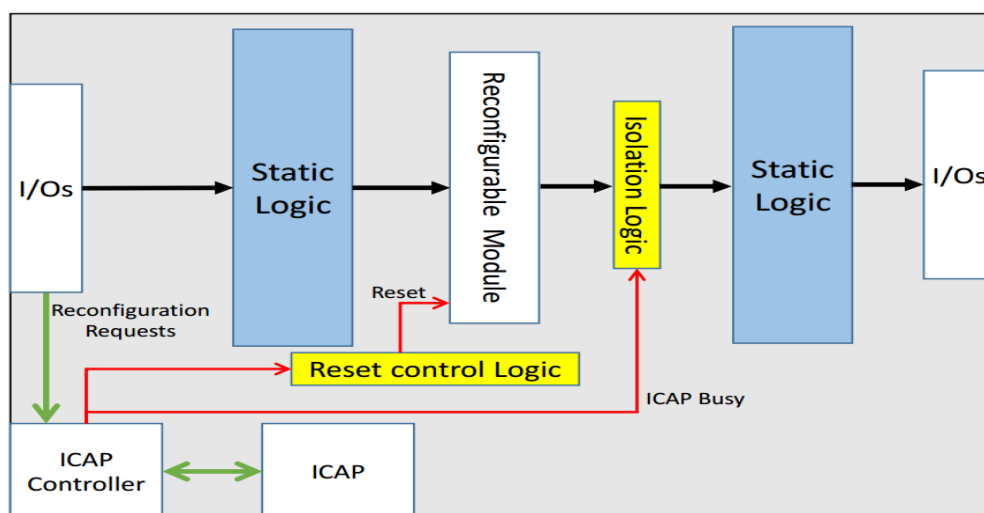 I/Os
Static
Logic
Reconfigurable Module
Isolation Logic
Static
Logic
I/Os
Reconfiguration
Requests
Reset
Reset control Logic
ICAP Busy
ICAP
Controller
ICAP